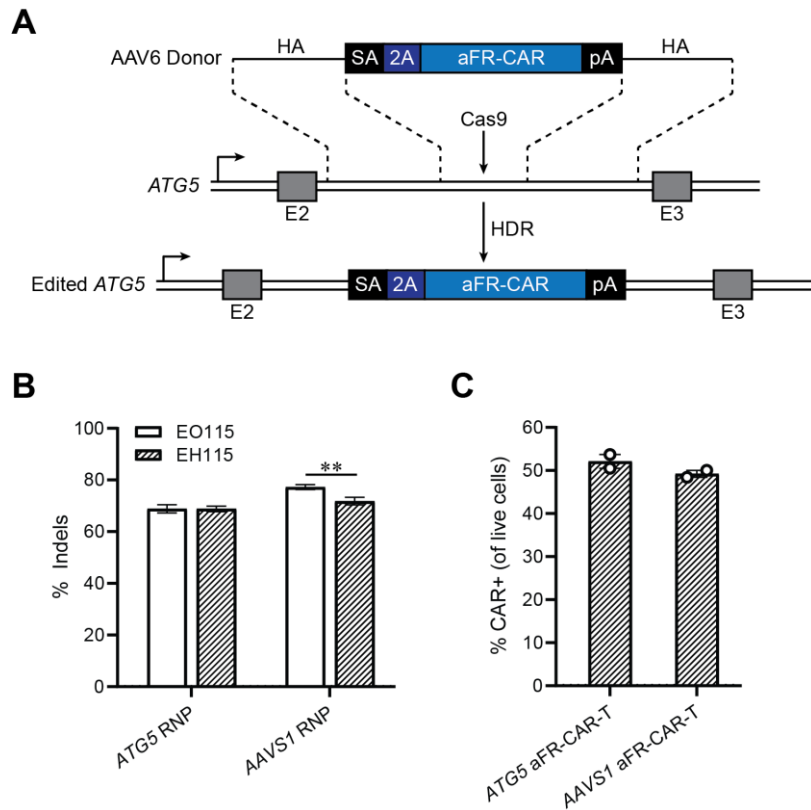 A
HA
HA
AAV6 Donor
SA 2A aFR-CAR pA
Cas9
ATG5
E2
E3
HDR
Edited ATG5
SA 2A aFR-CAR pA
E2
E3
B
EO115
EH115
**
% Indels
100
80
60
40
20
0
ATG5 RNP
AAVS1 RNP
C
% CAR+ (of live cells)
60
50
40
30
20
10
0
ATG5 aFR-CAR-T
AAVS1 aFR-CAR-T